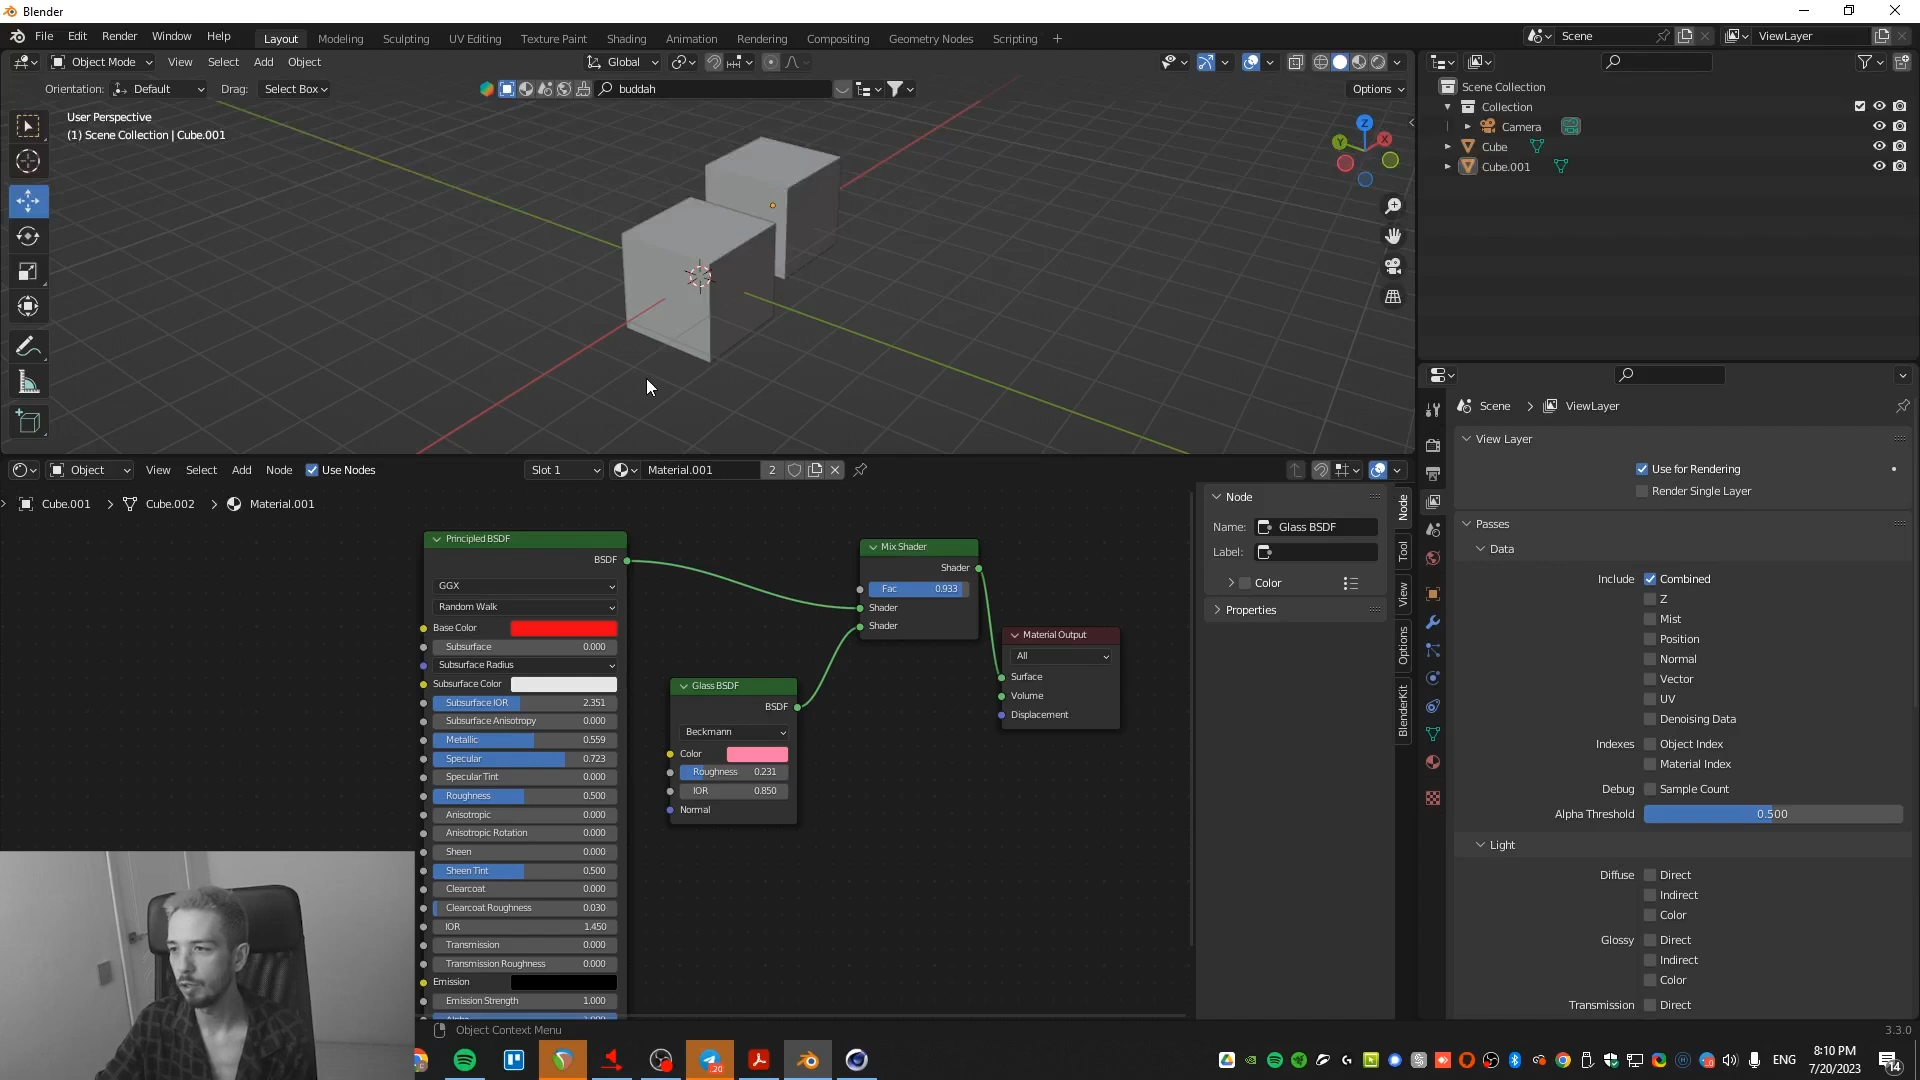 Blender
File Edit Render Window Help
Layout Modeling Sculpting UV Editing Texture Paint Shading Animation Rendering Compositing Geometry Nodes Scripting +
Scene
ViewLayer
Object Mode View Select Add Object
Global
Orientation: Default Drag: Select Box
buddah
Options
User Perspective
(1) Scene Collection | Cube.001
Z
Y
X
Scene Collection
Collection
Camera
Cube
Cube.001
Scene > ViewLayer
View Layer
Use for Rendering
Render Single Layer
Passes
Data
Include Combined
Z
Mist
Position
Normal
Vector
UV
Denoising Data
Indexes Object Index
Material Index
Debug Sample Count
Alpha Threshold 0.500
Light
Diffuse Direct
Indirect
Color
Glossy Direct
Indirect
Color
Transmission Direct
Object View Select Add Node Use Nodes
Slot 1
Material.001
2
Cube.001 > Cube.002 > Material.001
Principled BSDF
BSDF
GGX
Random Walk
Base Color
Subsurface 0.000
Subsurface Radius
Subsurface Color
Subsurface IOR 2.351
Subsurface Anisotropy 0.000
Metallic 0.559
Specular 0.723
Specular Tint 0.000
Roughness 0.500
Anisotropic 0.000
Anisotropic Rotation 0.000
Sheen 0.000
Sheen Tint 0.500
Clearcoat 0.000
Clearcoat Roughness 0.030
IOR 1.450
Transmission 0.000
Transmission Roughness 0.000
Emission
Emission Strength 1.000
Glass BSDF
BSDF
Beckmann
Color
Roughness 0.231
IOR 0.850
Normal
Mix Shader
Shader
Fac 0.933
Shader
Shader
Material Output
All
Surface
Volume
Displacement
Node
Name: Glass BSDF
Label:
Color
Properties
Node
Tool
View
Options
BlenderKit
Object Context Menu
3.3.0
ENG
8:10 PM
7/20/2023
14